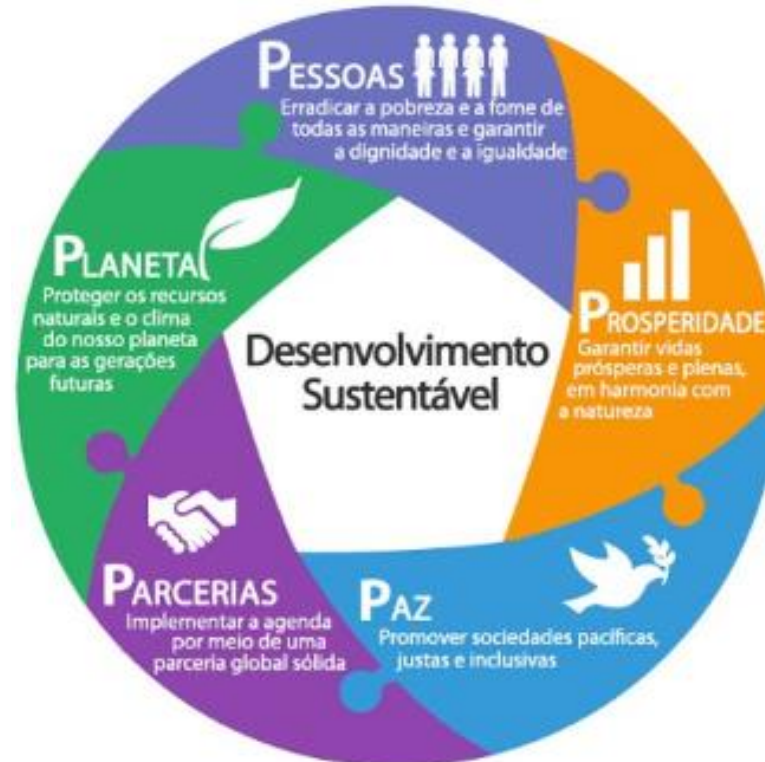 PESSOAS
Erradicar a pobreza e a fome de
todas as maneiras e garantir
a dignidade e a igualdade
PROSPERIDADE
Garantir vidas
prósperas e plenas,
em harmonia com
a natureza
PAZ
Promover sociedades pacíficas,
justas e inclusivas
PARCERIAS
Implementar a agenda
por meio de uma
parceria global sólida
PLANETA
Proteger os recursos
naturais e o clima
do nosso planeta
para as gerações
futuras
Desenvolvimento
Sustentável